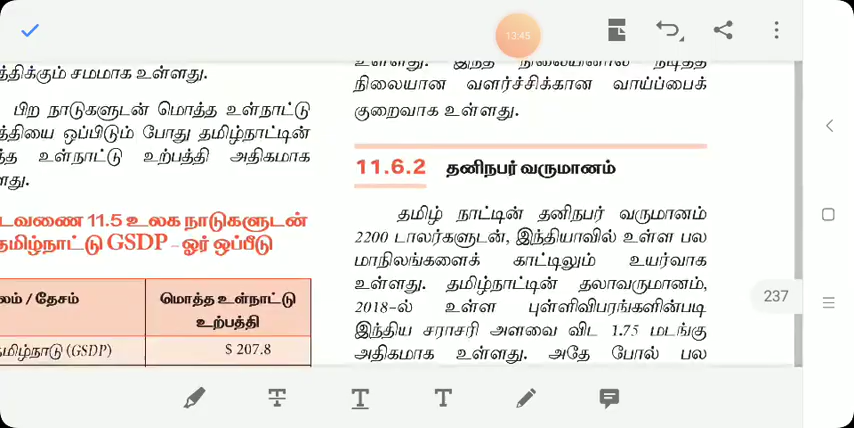 13:45
த்திக்கும் சமமாக உள்ளது.
பிற நாடுகளுடன் மொத்த உள்நாட்டு
த்தியை ஒப்பிடும் போது தமிழ்நாட்டின்
த்த உள்நாட்டு உற்பத்தி அதிகமாக
ளது.
டவணை 11.5 உலக நாடுகளுடன்
தமிழ்நாட்டு GSDP – ஓர் ஒப்பீடு
லம் / தேசம்
மொத்த உள்நாட்டு
உற்பத்தி
தமிழ்நாடு (GSDP)
$ 207.8
உள்ளது. இந்த நிலையினால் நடித்த
நிலையான வளர்ச்சிக்கான வாய்ப்பைக்
குறைவாக உள்ளது.
11.6.2 தனிநபர் வருமானம்
தமிழ் நாட்டின் தனிநபர் வருமானம்
2200 டாலர்களுடன், இந்தியாவில் உள்ள பல
மாநிலங்களைக் காட்டிலும் உயர்வாக
உள்ளது. தமிழ்நாட்டின் தலாவருமானம்,
2018-ல் உள்ள புள்ளிவிபரங்களின்படி
இந்திய சராசரி அளவை விட 1.75 மடங்கு
அதிகமாக உள்ளது. அதே போல் பல
237